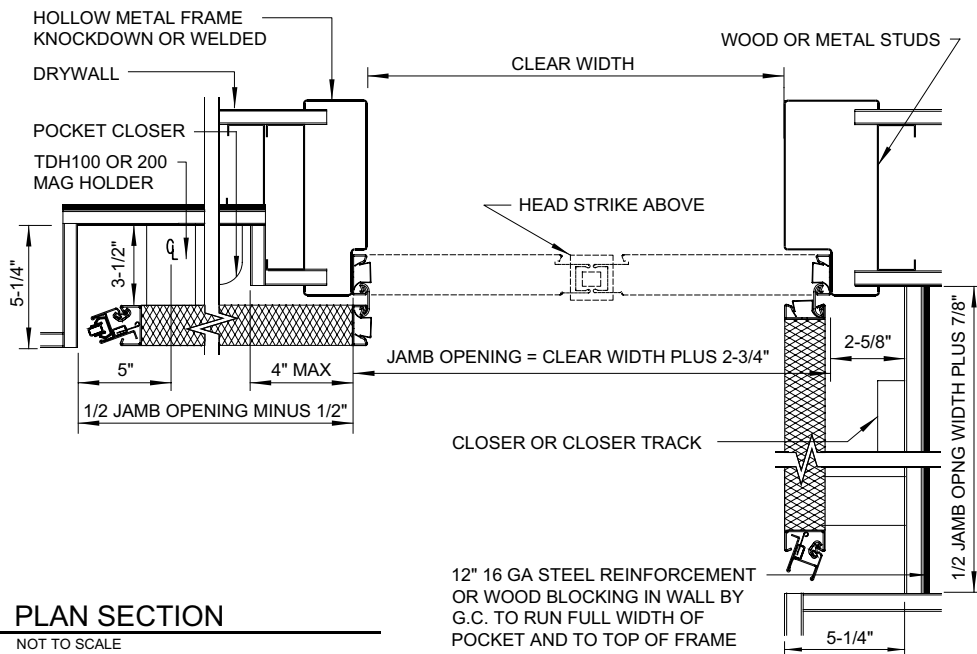 HOLLOW METAL FRAME
KNOCKDOWN OR WELDED
DRYWALL
POCKET CLOSER
TDH100 OR 200
MAG HOLDER
CLEAR WIDTH
WOOD OR METAL STUDS
HEAD STRIKE ABOVE
CL
5-1/4"
3-1/2"
5"
4" MAX
1/2 JAMB OPENING MINUS 1/2"
JAMB OPENING = CLEAR WIDTH PLUS 2-3/4"
2-5/8"
1/2 JAMB OPNG WIDTH PLUS 7/8"
CLOSER OR CLOSER TRACK
12" 16 GA STEEL REINFORCEMENT
OR WOOD BLOCKING IN WALL BY
G.C. TO RUN FULL WIDTH OF
POCKET AND TO TOP OF FRAME
5-1/4"
PLAN SECTION
NOT TO SCALE